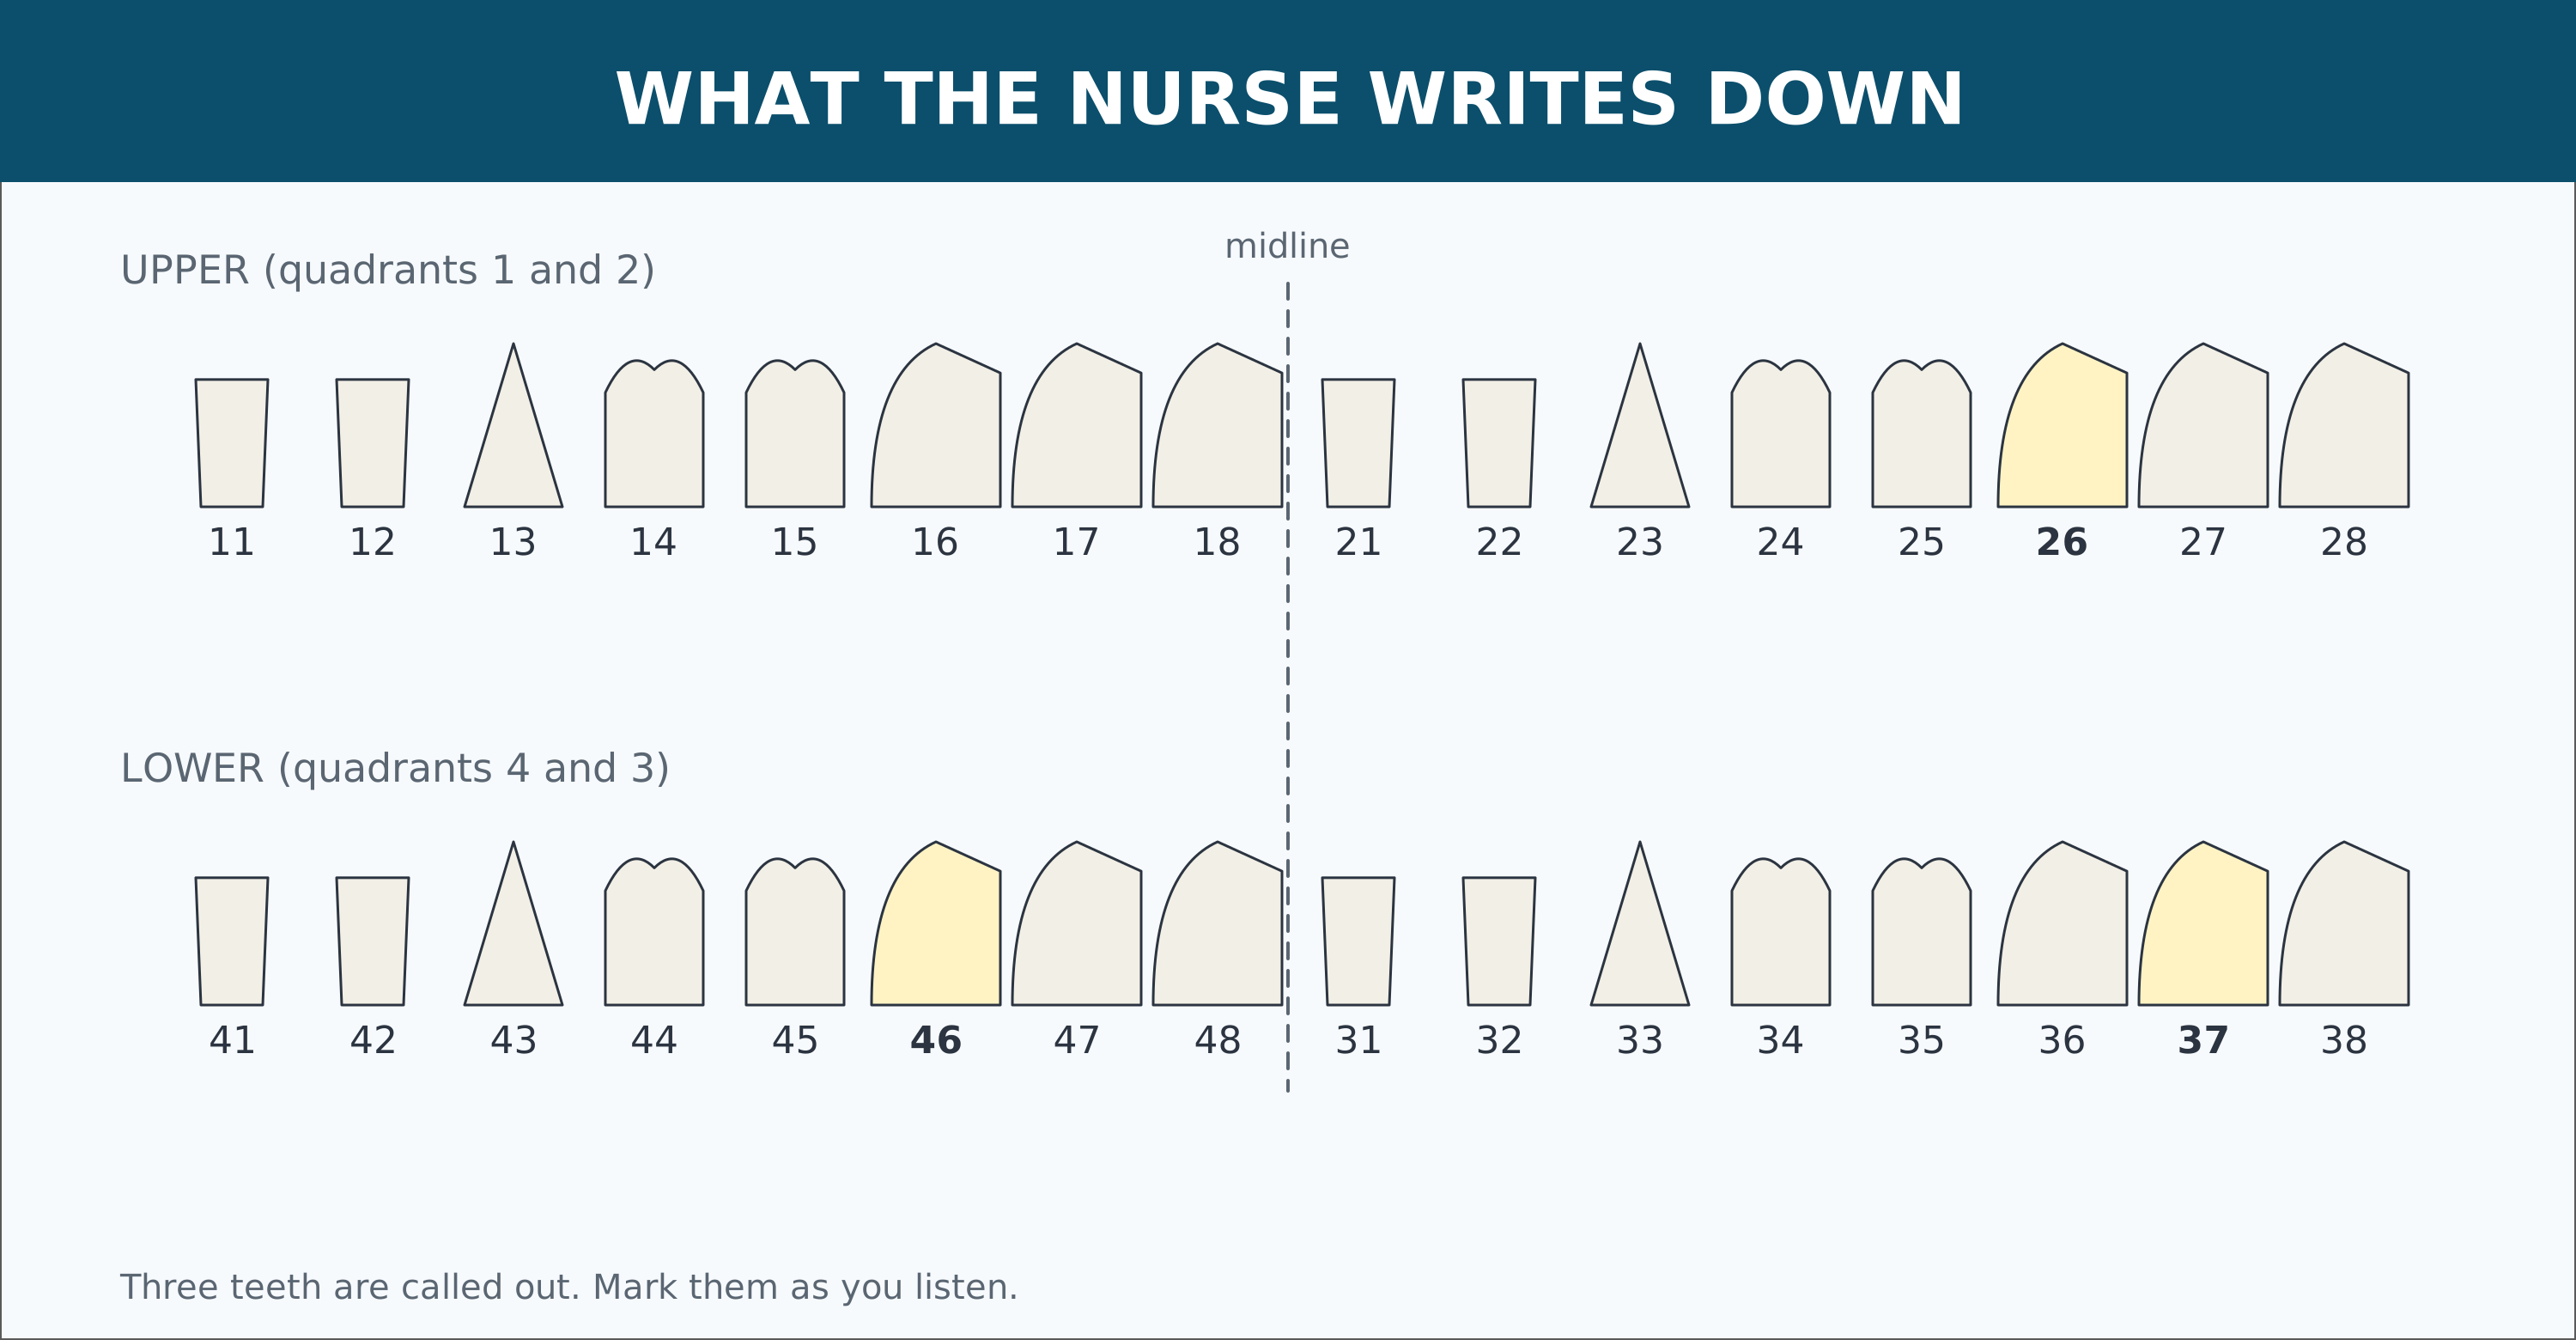 WHAT THE NURSE WRITES DOWN
midline
UPPER (quadrants 1 and 2)
11 12 13 14 15 16 17 18 21 22 23 24 25 26 27 28
LOWER (quadrants 4 and 3)
41 42 43 44 45 46 47 48 31 32 33 34 35 36 37 38
Three teeth are called out. Mark them as you listen.